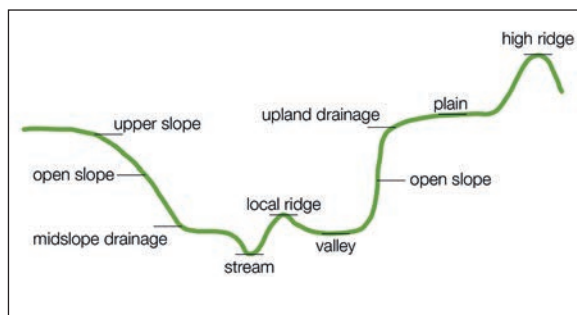 high ridge
plain
upland drainage
upper slope
open slope
open slope
local ridge
midslope drainage
valley
stream